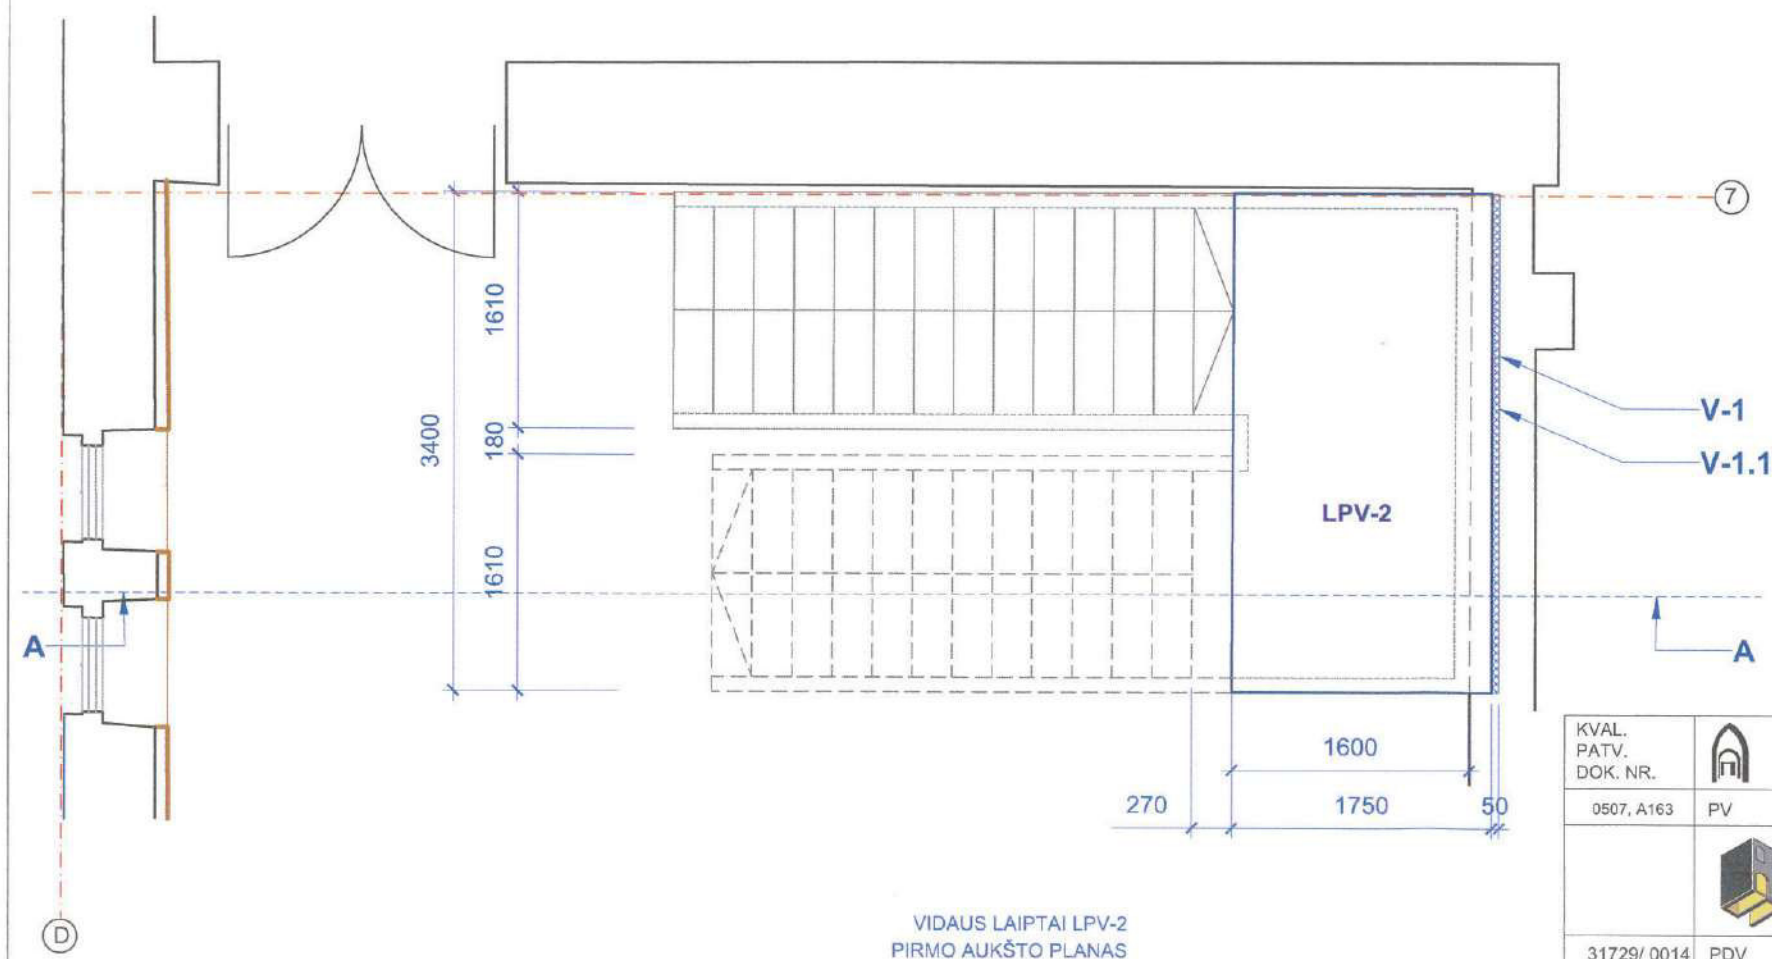 7
1610
3400
180
1610
V-1
V-1.1
LPV-2
A
A
1600
270
1750
50
KVAL.
PATV.
DOK. NR.
0507, A163
PV
31729/ 0014
PDV
D
VIDAUS LAIPTAI LPV-2
PIRMO AUKŠTO PLANAS